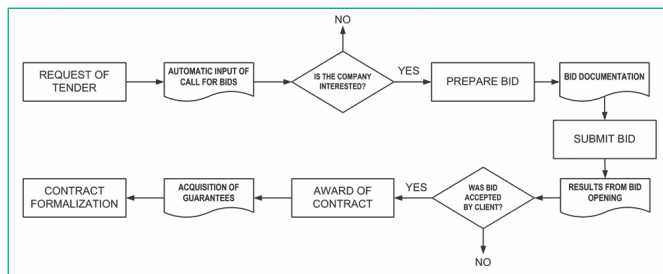 NO
REQUEST OF
TENDER
AUTOMATIC INPUT OF
CALL FOR BIDS
IS THE COMPANY
INTERESTED?
YES
PREPARE BID
BID DOCUMENTATION
SUBMIT BID
CONTRACT
FORMALIZATION
ACQUISITION OF
GUARANTEES
AWARD OF
CONTRACT
YES
WAS BID
ACCEPTED
BY CLIENT?
RESULTS FROM BID
OPENING
NO